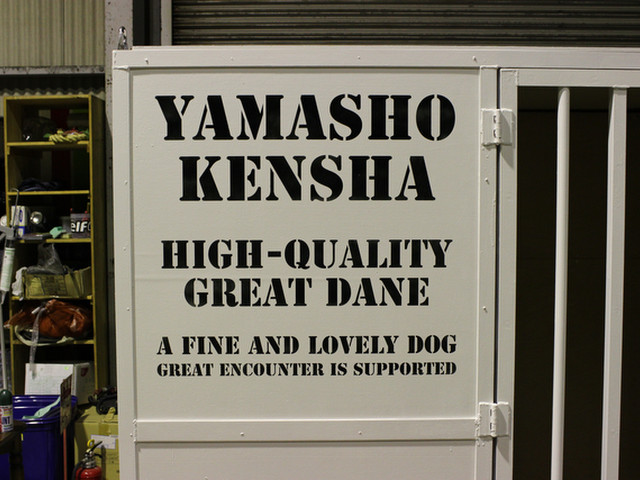 YAMASHO
KENSHA
HIGH-QUALITY
GREAT DANE
A FINE AND LOVELY DOG
GREAT ENCOUNTER IS SUPPORTED